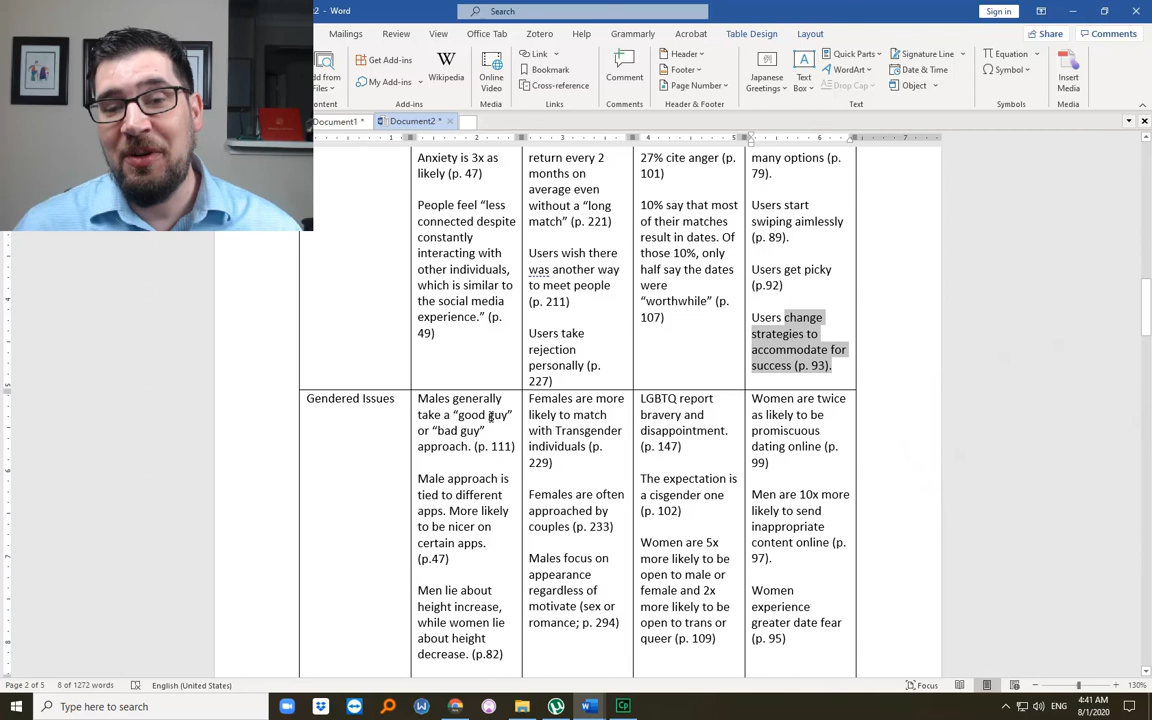 t2 - Word
Search
Sign in
Mailings
Review
View
Office Tab
Zotero
Help
Grammarly
Acrobat
Table Design
Layout
Share
Comments
add from
Files
ontent
Get Add-ins
My Add-ins
Wikipedia
Add-ins
Online
Video
Media
Link
Bookmark
Cross-reference
Links
Comment
Comments
Header
Footer
Page Number
Header & Footer
Japanese
Greetings
Text
Box
Quick Parts
WordArt
Drop Cap
Signature Line
Date & Time
Object
Text
Equation
Symbol
Symbols
Insert
Media
Media
Document1 *
Document2 *
1
2
3
4
5
6
7
Anxiety is 3x as
likely (p. 47)
People feel “less
connected despite
constantly
interacting with
other individuals,
which is similar to
the social media
experience.” (p.
49)
return every 2
months on
average even
without a “long
match” (p. 221)
Users wish there
was another way
to meet people
(p. 211)
Users take
rejection
personally (p.
227)
27% cite anger (p.
101)
10% say that most
of their matches
result in dates. Of
those 10%, only
half say the dates
were
“worthwhile” (p.
107)
many options (p.
79).
Users start
swiping aimlessly
(p. 89).
Users get picky
(p.92)
Users change
strategies to
accommodate for
success (p. 93).
Gendered Issues
Males generally
take a “good guy”
or “bad guy”
approach. (p. 111)
Male approach is
tied to different
apps. More likely
to be nicer on
certain apps.
(p.47)
Men lie about
height increase,
while women lie
about height
decrease. (p.82)
Females are more
likely to match
with Transgender
individuals (p.
229)
Females are often
approached by
couples (p. 233)
Males focus on
appearance
regardless of
motivate (sex or
romance; p. 294)
LGBTQ report
bravery and
disappointment.
(p. 147)
The expectation is
a cisgender one
(p. 102)
Women are 5x
more likely to be
open to male or
female and 2x
more likely to be
open to trans or
queer (p. 109)
Women are twice
as likely to be
promiscuous
dating online (p.
99)
Men are 10x more
likely to send
inappropriate
content online (p.
97).
Women
experience
greater date fear
(p. 95)
Page 2 of 5
8 of 1272 words
English (United States)
Focus
130%
Type here to search
ENG
4:41 AM
8/1/2020